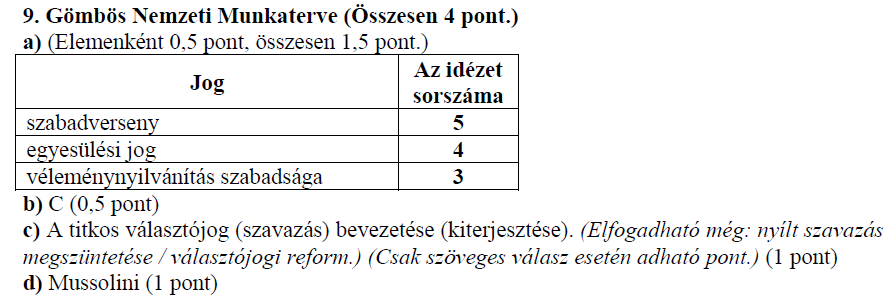 9. Gömbös Nemzeti Munkaterve (Összesen 4 pont.)
a) (Elemenként 0,5 pont, összesen 1,5 pont.)
Jog
Az idézet
sorszáma
szabadverseny 5
egyesülési jog 4
véleménynyilvánítás szabadsága 3
b) C (0,5 pont)
c) A titkos választójog (szavazás) bevezetése (kiterjesztése). (Elfogadható még: nyílt szavazás
megszüntetése / választójogi reform.) (Csak szöveges válasz esetén adható pont.) (1 pont)
d) Mussolini (1 pont)